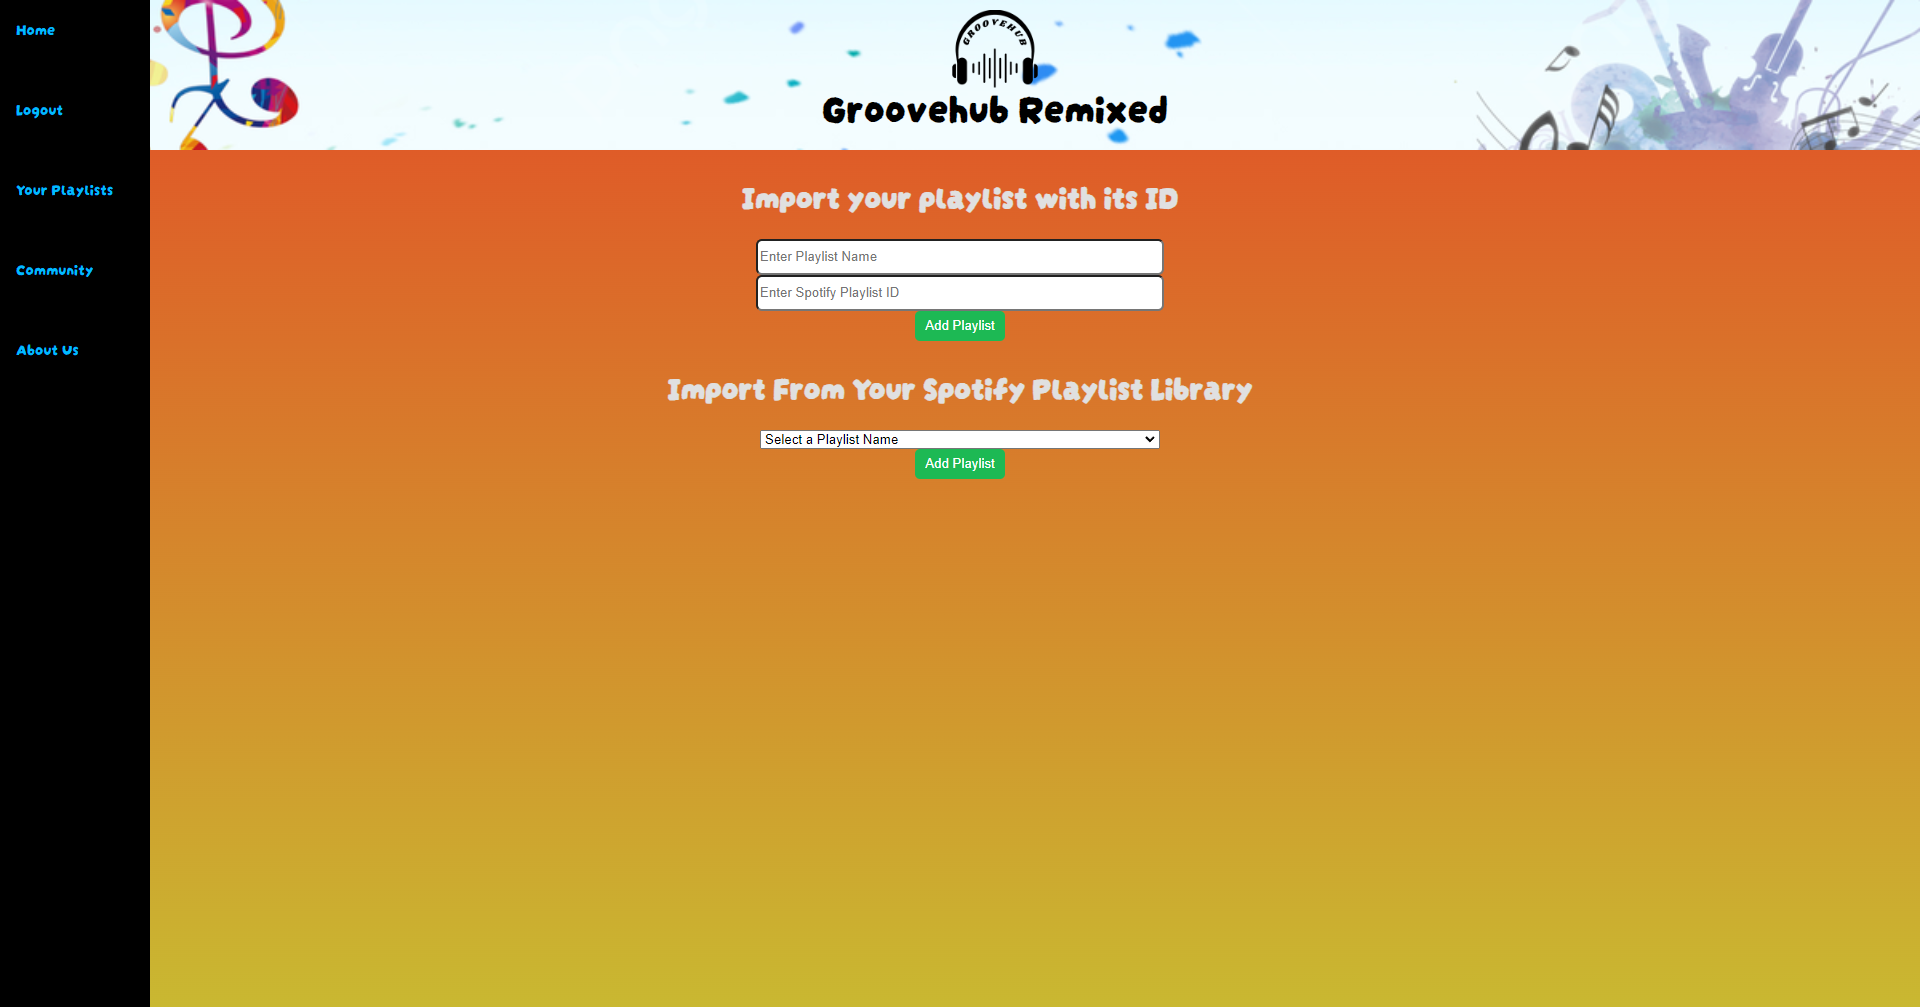 Home
Logout
Your Playlists
Community
About Us
GROOVEHUB
Groovehub Remixed
Import your playlist with its ID
Enter Playlist Name
Enter Spotify Playlist ID
Add Playlist
Import From Your Spotify Playlist Library
Select a Playlist Name
Add Playlist